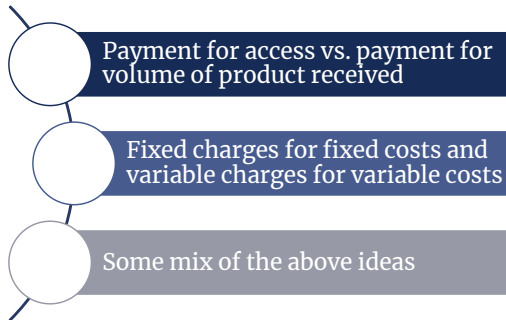 Payment for access vs. payment for
volume of product received
Fixed charges for fixed costs and
variable charges for variable costs
Some mix of the above ideas